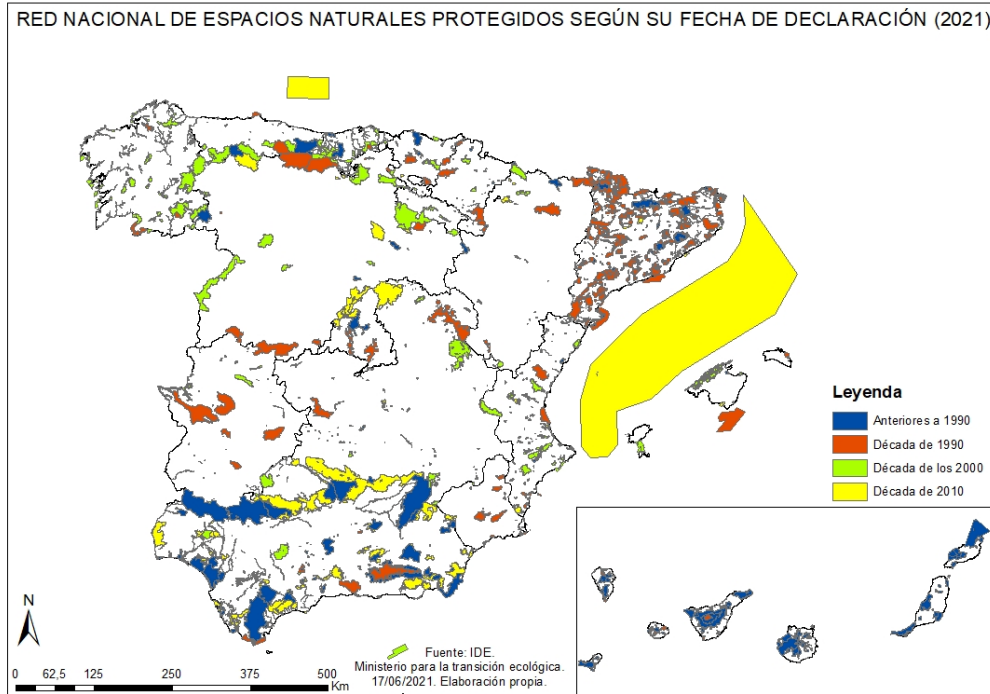 RED NACIONAL DE ESPACIOS NATURALES PROTEGIDOS SEGÚN SU FECHA DE DECLARACIÓN (2021)
Leyenda
Anteriores a 1990
Década de 1990
Década de los 2000
Década de 2010
N
0 62,5 125 250 375 500
Km
Fuente: IDE.
Ministerio para la transición ecológica.
17/06/2021. Elaboración propia.